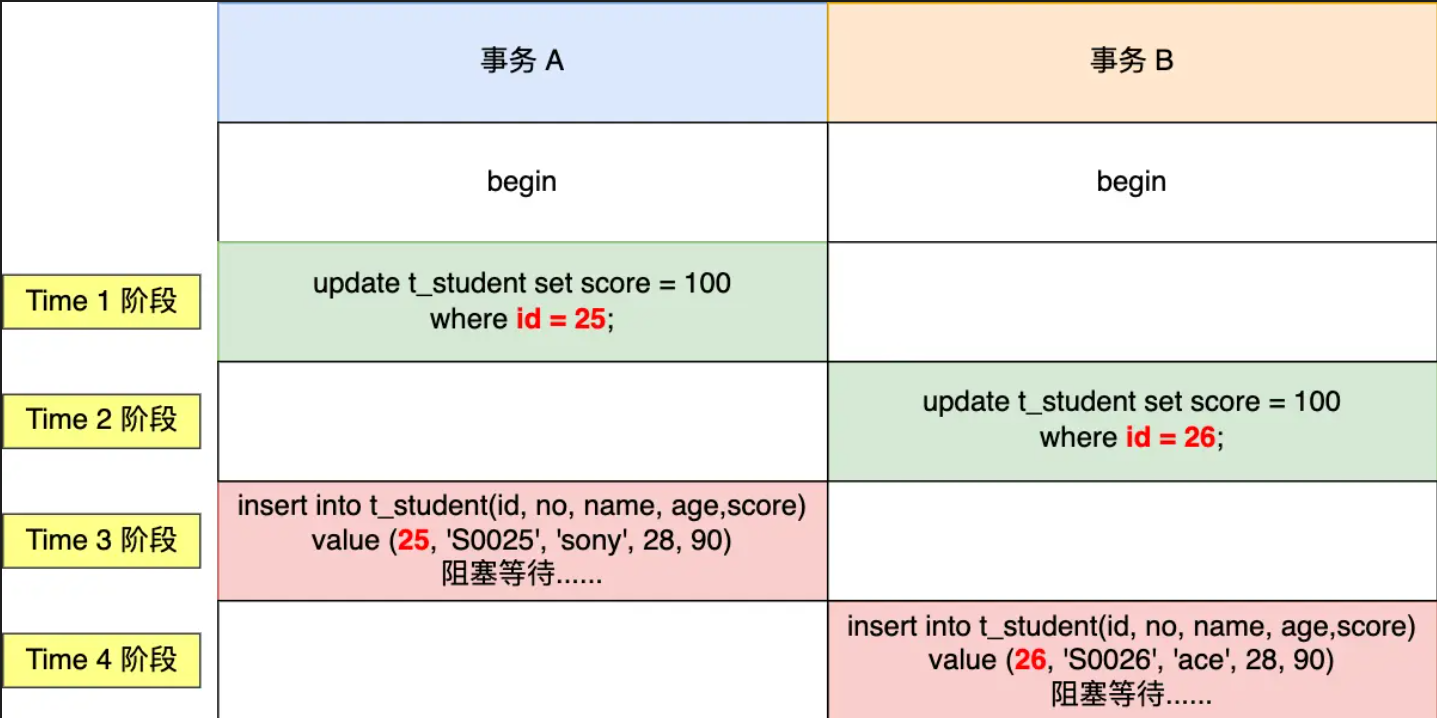 事务 A
事务 B
begin
begin
Time 1 阶段
update t_student set score = 100
where id = 25;
Time 2 阶段
update t_student set score = 100
where id = 26;
Time 3 阶段
insert into t_student(id, no, name, age,score)
value (25, 'S0025', 'sony', 28, 90)
阻塞等待......
Time 4 阶段
insert into t_student(id, no, name, age,score)
value (26, 'S0026', 'ace', 28, 90)
阻塞等待......